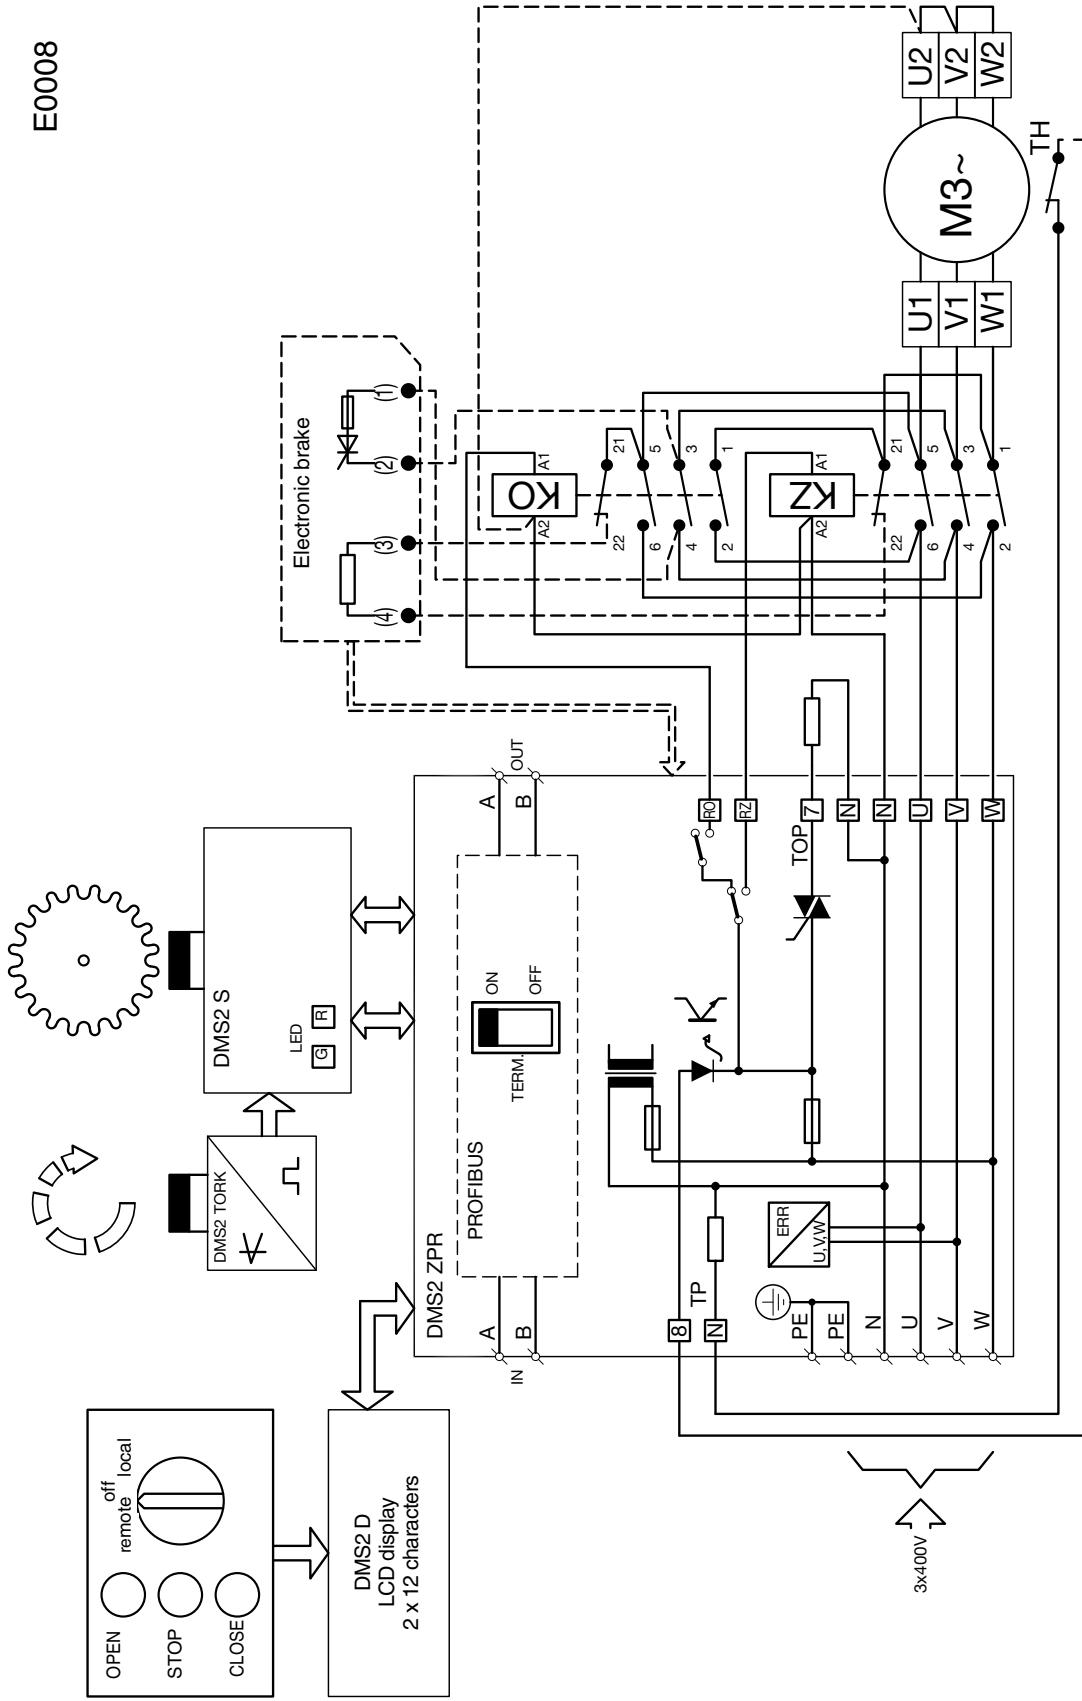 E0008
OPEN
STOP
CLOSE
remote
off
local
DMS2 D
LCD display
2 x 12 characters
DMS2 TORK
DMS2 S
LED
G
R
DMS2 ZPR
PROFIBUS
TERM.
ON
OFF
A
B
IN
A
B
OUT
Electronic brake
(4)
(3)
(2)
(1)
KO
A2
A1
22
21
6
5
4
3
2
1
KZ
A2
A1
22
21
6
5
4
3
2
1
8
N
TP
RO
RZ
TOP
7
N
N
U
V
W
ERR
U,V,W
PE
PE
N
U
V
W
3x400V
U1
V1
W1
M3~
U2
V2
W2
TH